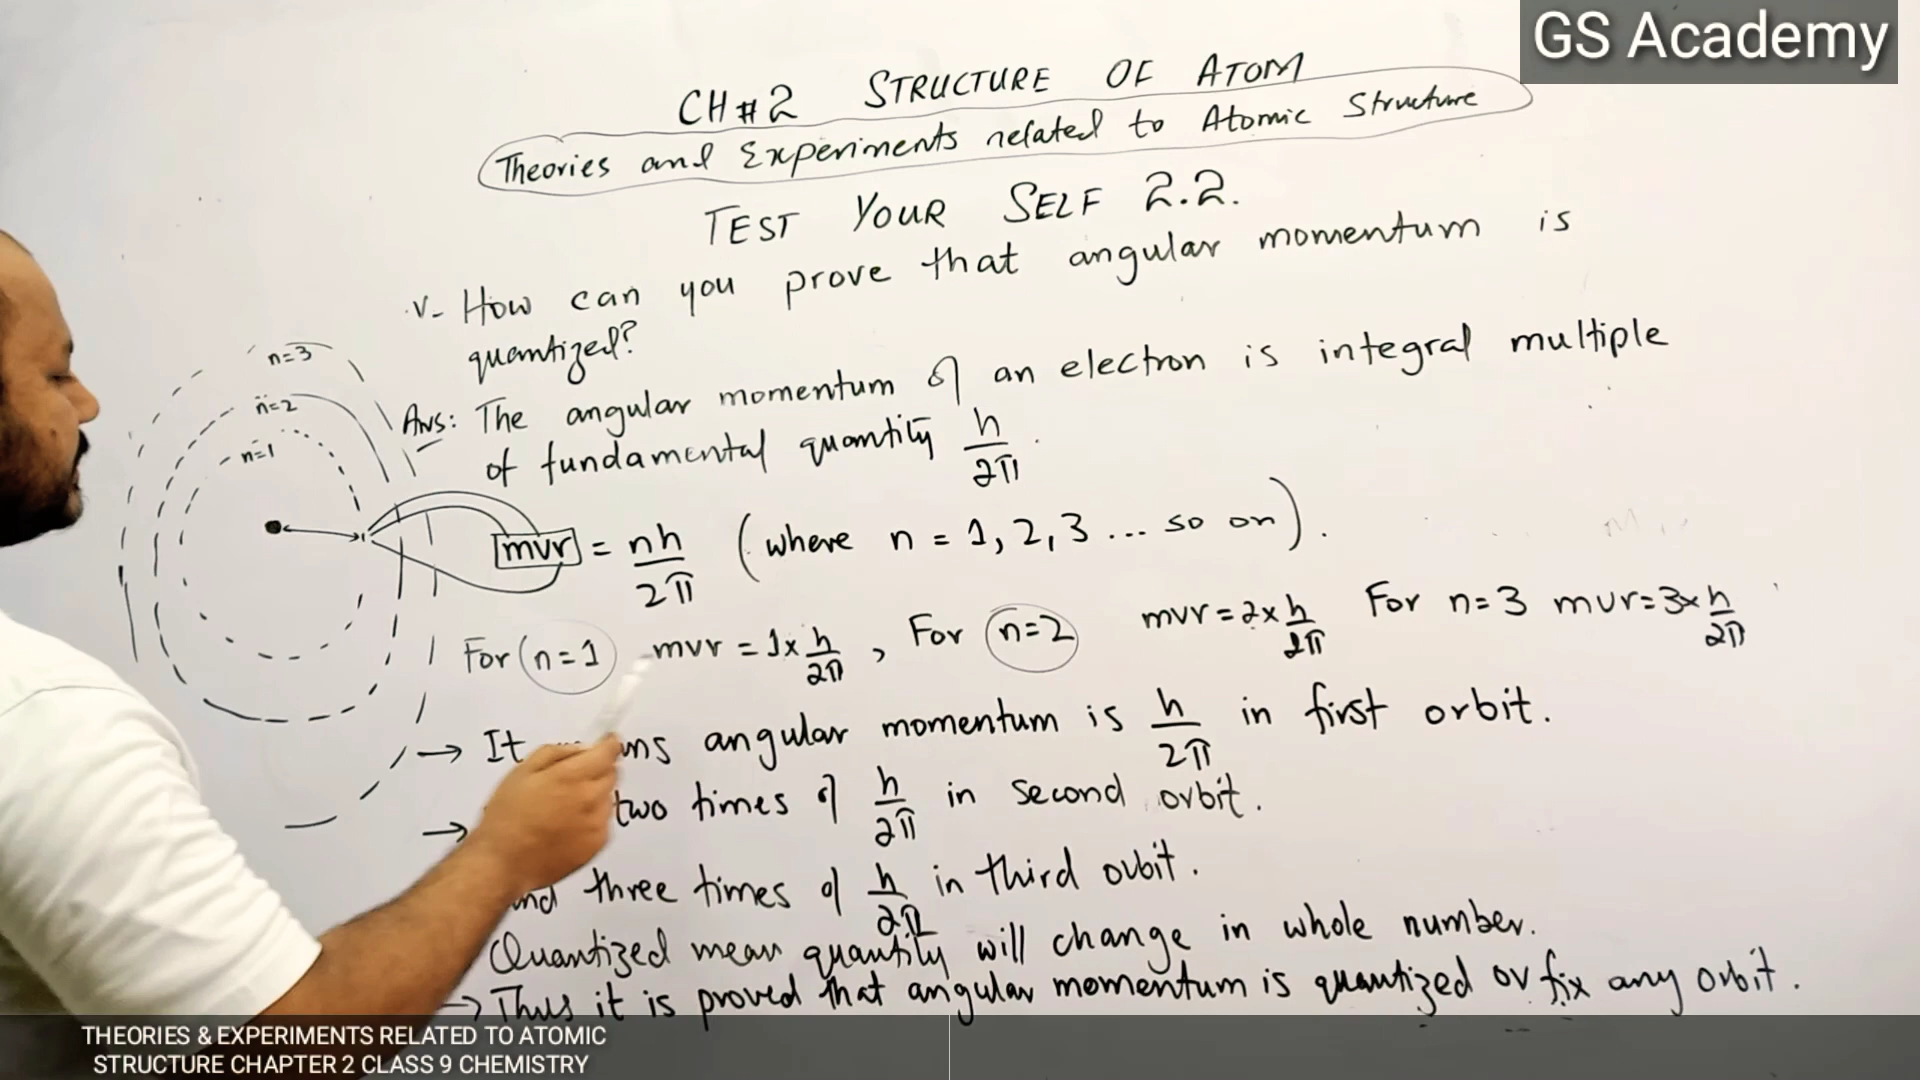 GS Academy
CH#2 STRUCTURE OF ATOM
Theories and Experiments related to Atomic Structure
TEST YOUR SELF 2.2.
v- How can you prove that angular momentum is
quantized?
Ans: The angular momentum of an electron is integral multiple
of fundamental quantity h/2π.
n=3
n=2
n=1
mvr = nh/2π (where n = 1, 2, 3 ... so on).
For n=1 mvr = 1× h/2π, For n=2 mvr = 2× h/2π For n=3 mvr=3× h/2π
→ It angular momentum is h/2π in first orbit.
→ two times of h/2π in second orbit.
three times of h/2π in third orbit.
Quantized mean quantity will change in whole number.
→ Thus it is proved that angular momentum is quantized or fix any orbit.
THEORIES & EXPERIMENTS RELATED TO ATOMIC
STRUCTURE CHAPTER 2 CLASS 9 CHEMISTRY